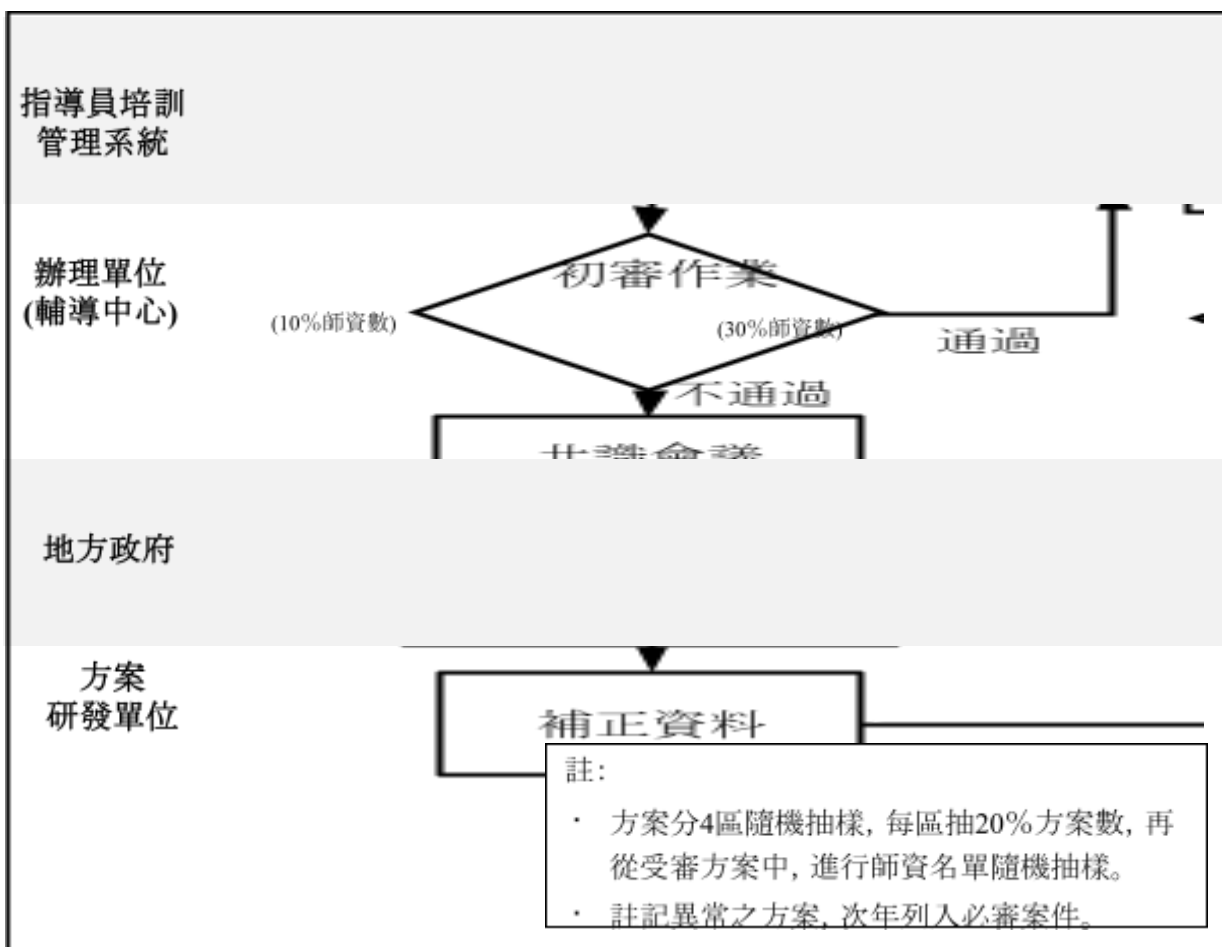 指導員培訓
管理系統
辦理單位
(輔導中心)
初審作業
(10%師資數)
(30%師資數)
通過
不通過
共識會議
地方政府
方案
研發單位
補正資料
註:
· 方案分4區隨機抽樣, 每區抽20%方案數, 再
從受審方案中, 進行師資名單隨機抽樣。
· 註記異常之方案, 次年列入必審案件。